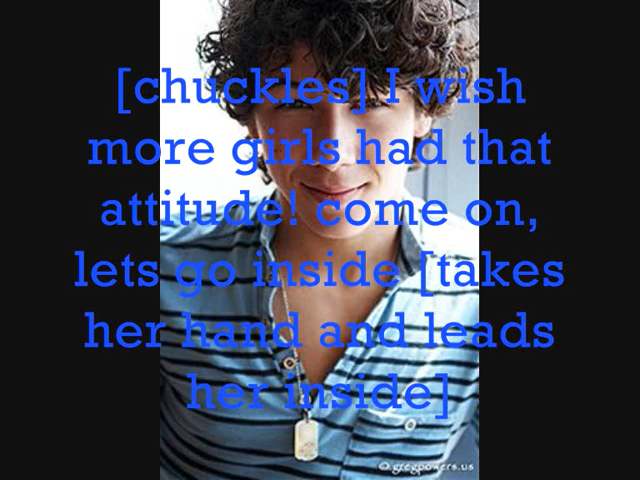 [chuckles] I wish
more girls had that
attitude! come on,
lets go inside [takes
her hand and leads
her inside]
© gregpowers.us